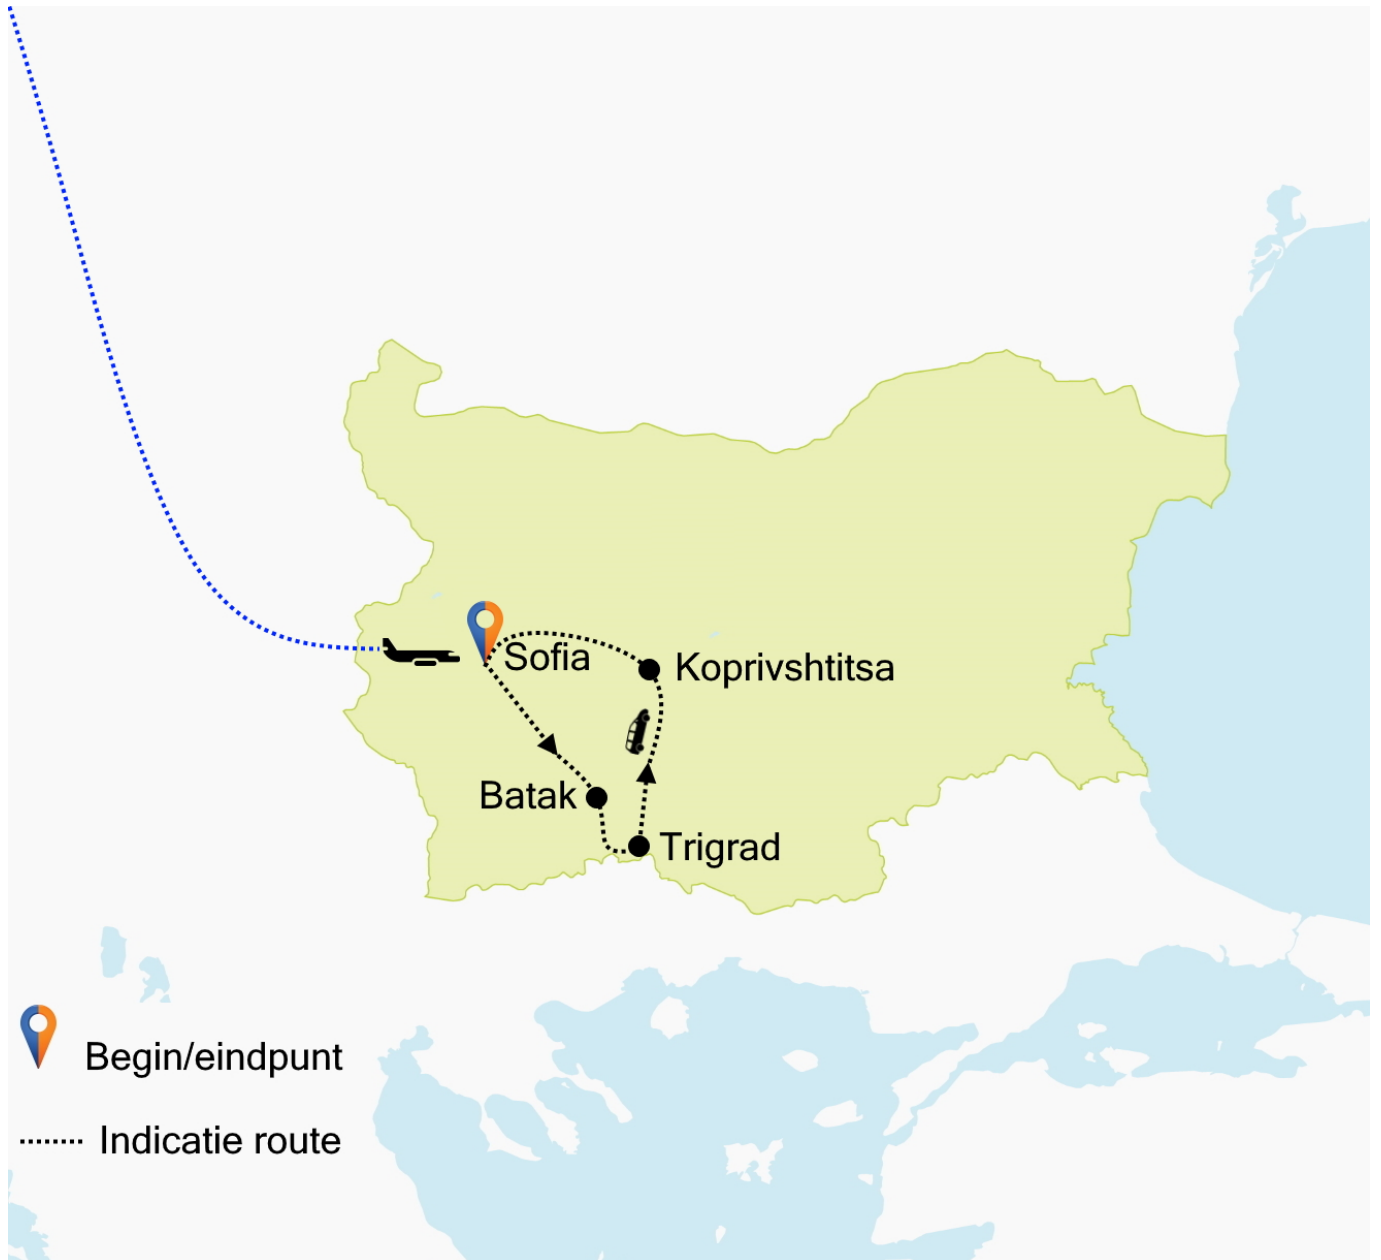 Sofia
Koprivshtitsa
Batak
Trigrad
Begin/eindpunt
Indicatie route